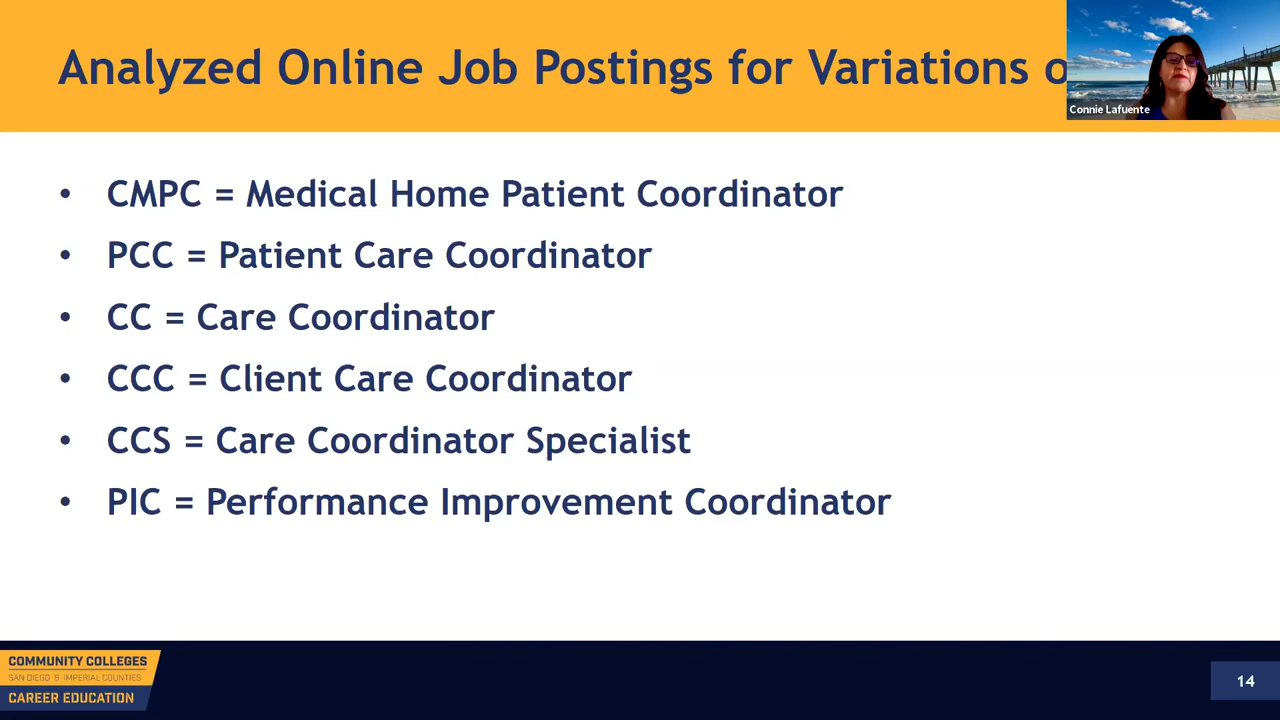 Analyzed Online Job Postings for Variations
Connie Lafuente
• CMPC = Medical Home Patient Coordinator
• PCC = Patient Care Coordinator
• CC = Care Coordinator
• CCC = Client Care Coordinator
• CCS = Care Coordinator Specialist
• PIC = Performance Improvement Coordinator
COMMUNITY COLLEGES
SAN DIEGO & IMPERIAL COUNTIES
CAREER EDUCATION
14